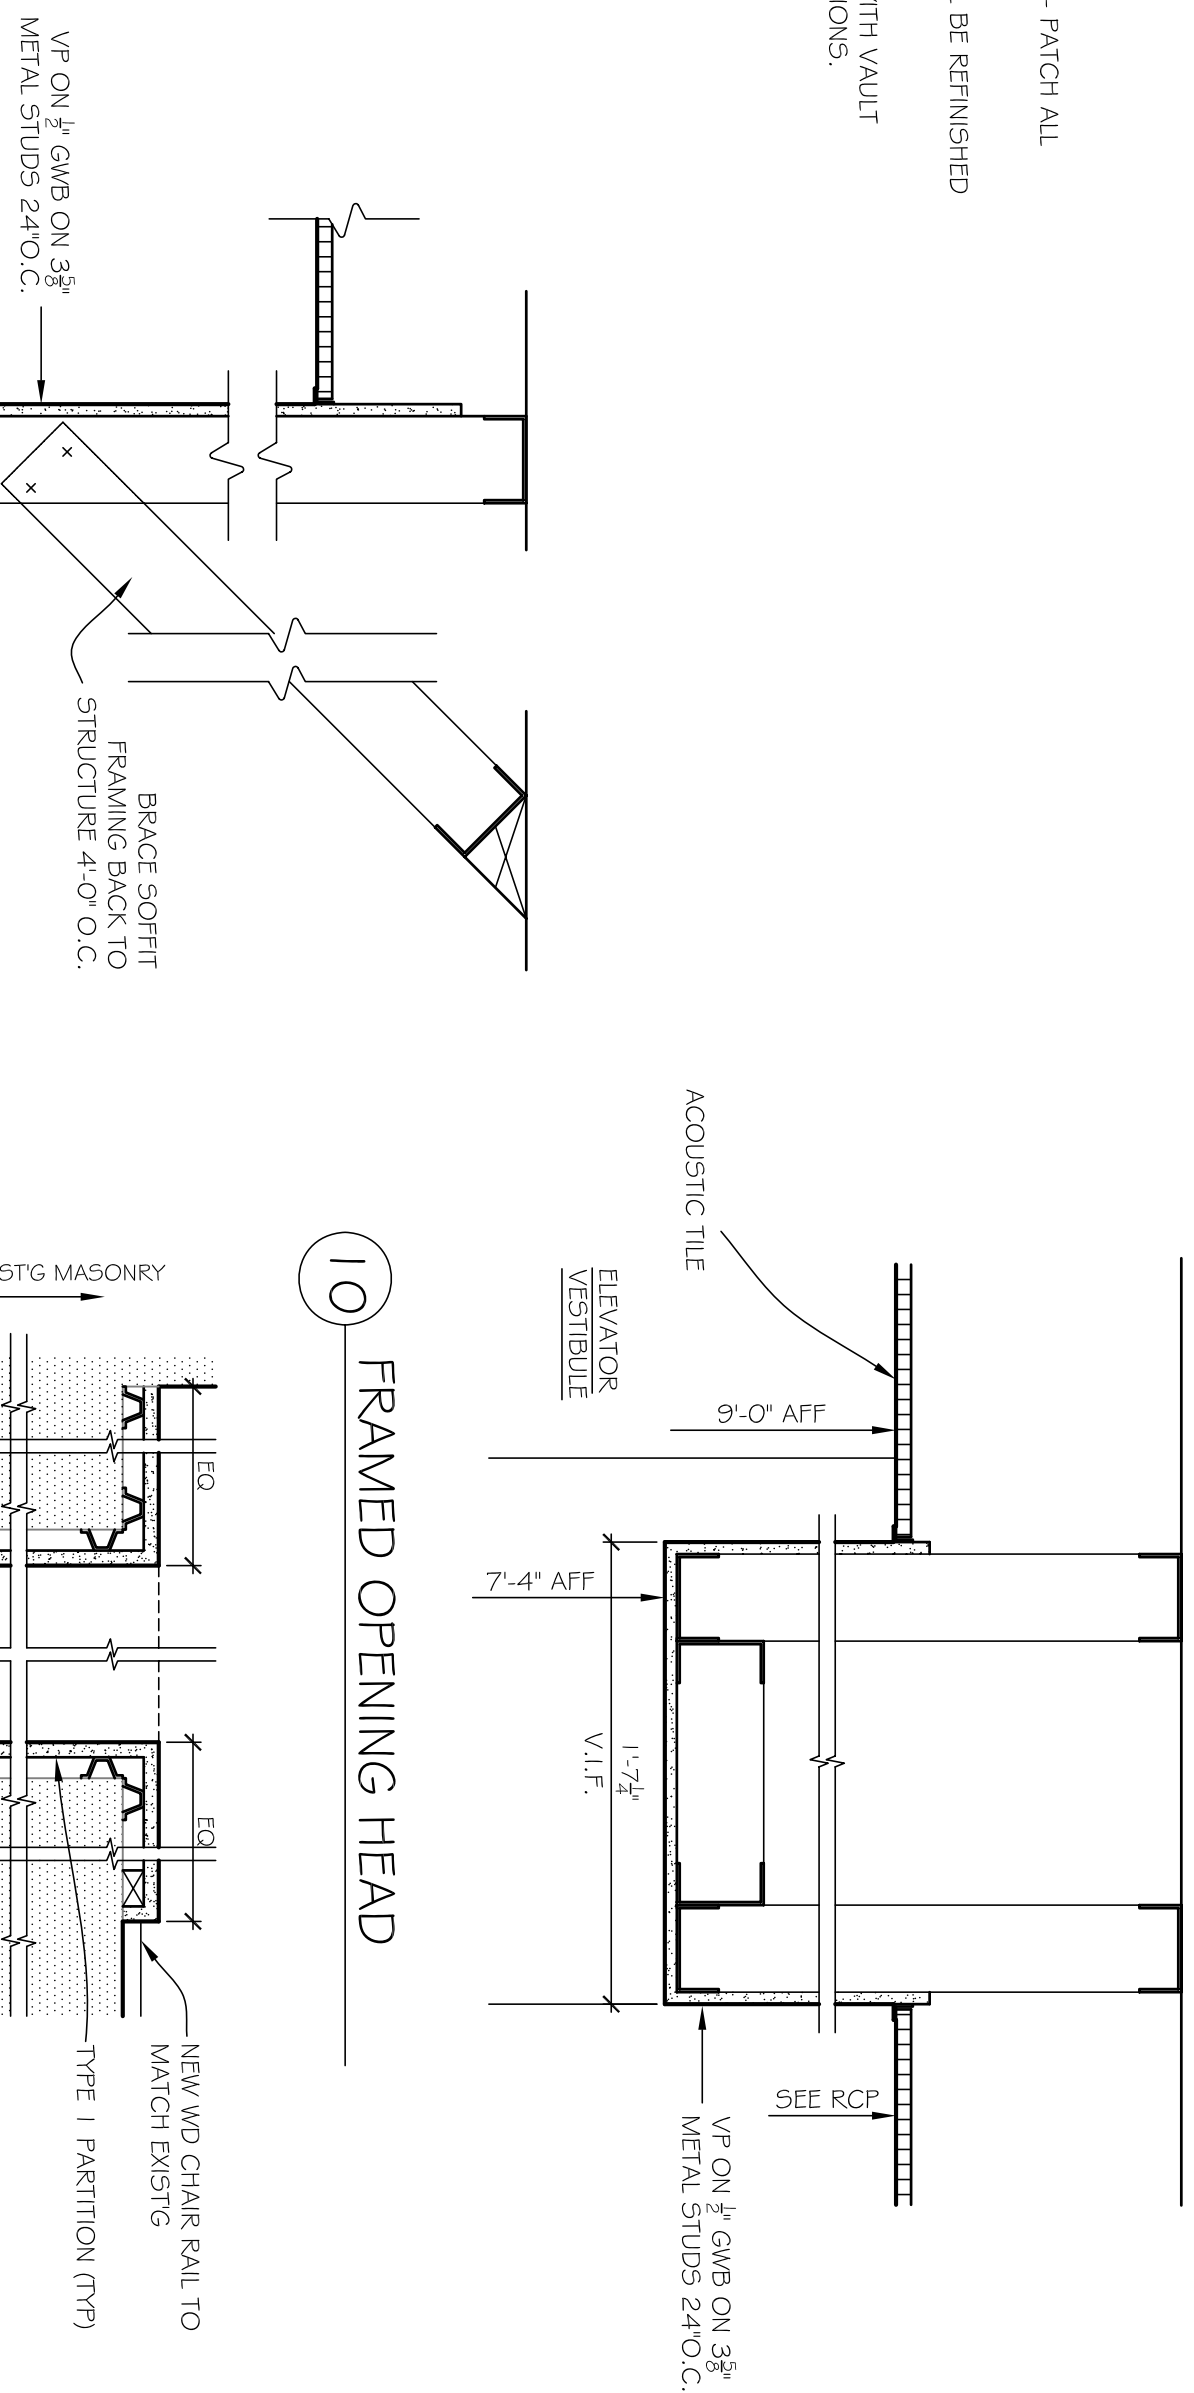 - PATCH ALL
BE REFINISHED
VITH VAULT
IONS.
VP ON ½" GWB ON 3⅝"
METAL STUDS 24"O.C.
BRACE SOFFIT
FRAMING BACK TO
STRUCTURE 4'-0" O.C.
ACOUSTIC TILE
ELEVATOR
VESTIBULE
9'-0" AFF
7'-4" AFF
1'-7¼"
V.I.F.
SEE RCP
VP ON ½" GWB ON 3⅝"
METAL STUDS 24"O.C.
10
FRAMED OPENING HEAD
ST'G MASONRY
EQ
EQ
NEW WD CHAIR RAIL TO
MATCH EXIST'G
TYPE 1 PARTITION (TYP)